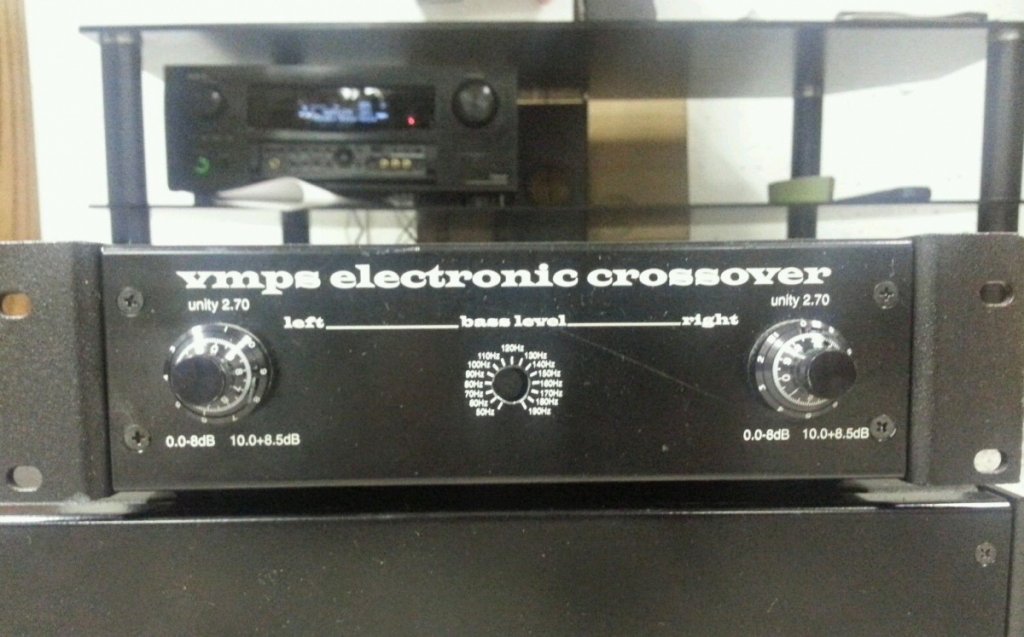 vmps electronic crossover
unity 2.70
unity 2.70
left bass level right
120Hz
110Hz 130Hz
100Hz 140Hz
90Hz 150Hz
80Hz 160Hz
70Hz 170Hz
60Hz 180Hz
50Hz 190Hz
0.0-8dB 10.0+8.5dB
0.0-8dB 10.0+8.5dB